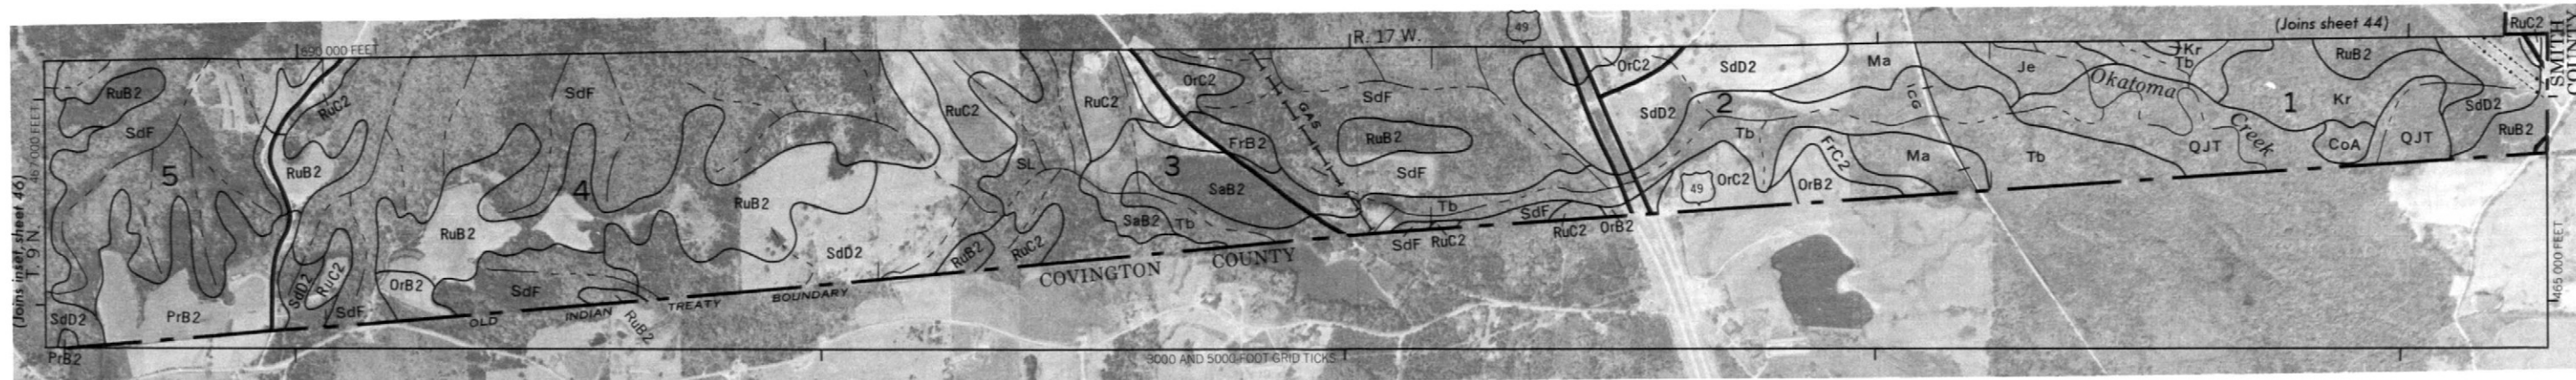 690 000 FEET
R. 17 W.
49
(Joins sheet 44)
RuC2
SMITH COUNTY
467 000 FEET
(Joins inset, sheet 46)
T. 9 N.
RuB2
SdF
5
RuC2
RuB2
SdF
4
RuB2
RuB2
SdD2
SdD2
RuC2
SdF
OrB2
SdF
PrB2
SdD2
PrB2
RuB2
RuC2
SL
RuC2
OrC2
GAS
3
FrB2
SaB2
SaB2
Tb
RuB2
RuC2
SdF
RuB2
SdF
Tb
SdF
SdF
RuC2
RuC2
OrB2
OrC2
SdD2
SdD2
2
Ma
ICG
Tb
49
OrC2
OrB2
FrC2
Ma
Tb
Je
Kr
Tb
Okatoma
Creek
QJT
1
RuB2
Kr
CoA
QJT
SdD2
RuB2
465 000 FEET
OLD INDIAN TREATY BOUNDARY
COVINGTON COUNTY
3000 AND 5000-FOOT GRID TICKS